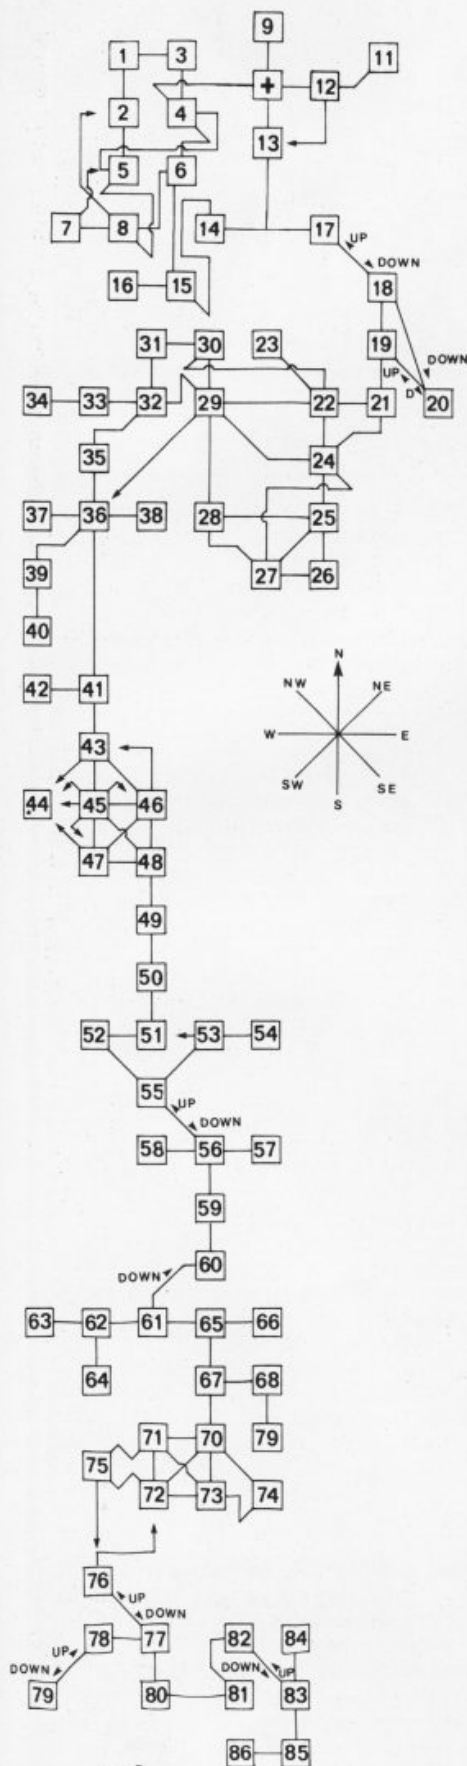 9
1 3
11
+ 12
2 4
13
5 6
7 8 14 17
UP
DOWN
16 15 18
31 30 23 19
DOWN
UP
D
34 33 32 29 22 21 20
35 24
37 36 38 28 25
39 27 26
40
N
NW NE
42 41
W E
43
SW SE
S
44 45 46
47 48
49
50
52 51 53 54
55
UP
DOWN
58 56 57
59
60
DOWN
63 62 61 65 66
64 67 68
71 70 79
75
72 73 74
76
UP
DOWN
78 77 82 84
UP
DOWN DOWN UP
79 80 81 83
86 85